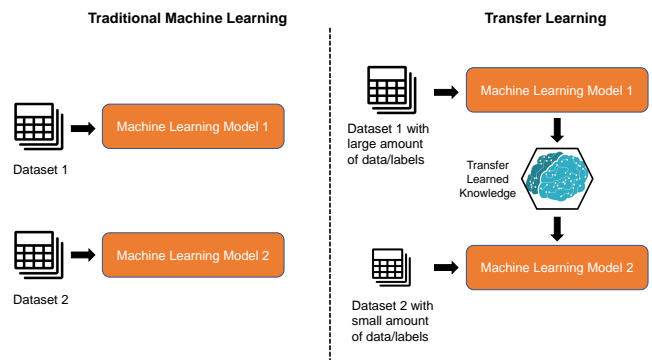 Traditional Machine Learning
Machine Learning Model 1
Dataset 1
Machine Learning Model 2
Dataset 2
Transfer Learning
Machine Learning Model 1
Dataset 1 with
large amount
of data/labels
Transfer
Learned
Knowledge
Machine Learning Model 2
Dataset 2 with
small amount
of data/labels